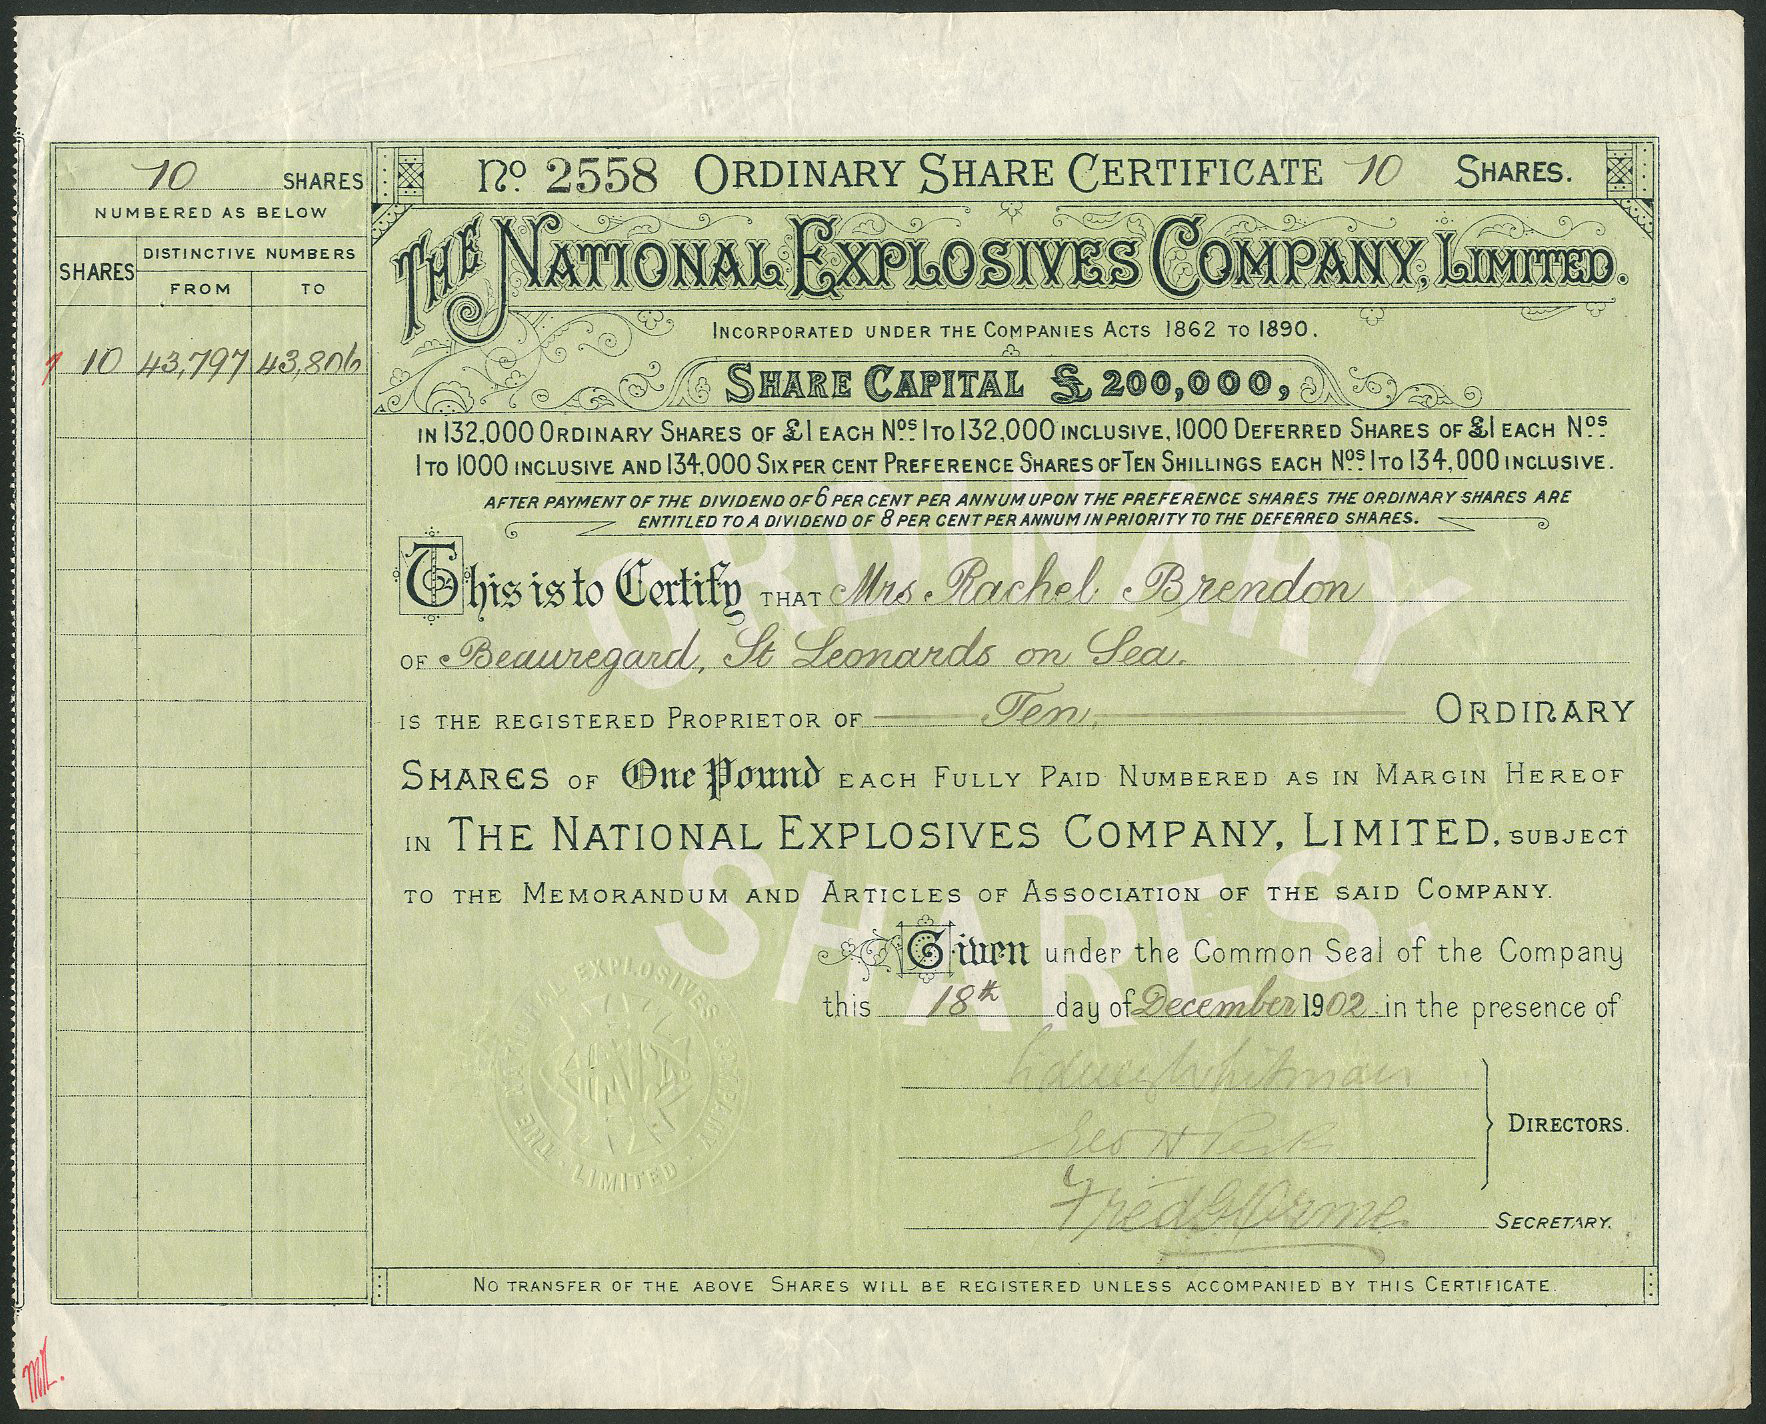 10 SHARES
NUMBERED AS BELOW
SHARES
DISTINCTIVE NUMBERS
FROM TO
10 43,797 43,806
No. 2558 ORDINARY SHARE CERTIFICATE 10 SHARES.
THE NATIONAL EXPLOSIVES COMPANY, LIMITED.
INCORPORATED UNDER THE COMPANIES ACTS 1862 TO 1890.
SHARE CAPITAL £200,000,
IN 132,000 ORDINARY SHARES OF £1 EACH NOS 1 TO 132,000 INCLUSIVE, 1000 DEFERRED SHARES OF £1 EACH NOS
1 TO 1000 INCLUSIVE AND 134,000 SIX PER CENT PREFERENCE SHARES OF TEN SHILLINGS EACH NOS 1 TO 134,000 INCLUSIVE.
AFTER PAYMENT OF THE DIVIDEND OF 6 PER CENT PER ANNUM UPON THE PREFERENCE SHARES THE ORDINARY SHARES ARE
ENTITLED TO A DIVIDEND OF 8 PER CENT PER ANNUM IN PRIORITY TO THE DEFERRED SHARES.
ORDINARY
This is to Certify THAT Mrs. Rachel Brendon
OF Beauregard, St Leonards on Sea.
IS THE REGISTERED PROPRIETOR OF Ten, ORDINARY
SHARES OF One Pound EACH FULLY PAID NUMBERED AS IN MARGIN HEREOF
IN THE NATIONAL EXPLOSIVES COMPANY, LIMITED, SUBJECT
TO THE MEMORANDUM AND ARTICLES OF ASSOCIATION OF THE SAID COMPANY.
SHARES.
Given under the Common Seal of the Company
this 18th day of December 1902 in the presence of
THE NATIONAL EXPLOSIVES COMPANY LIMITED
Sidney Whitman
Geo H
DIRECTORS.
Fred G Orme
SECRETARY.
NO TRANSFER OF THE ABOVE SHARES WILL BE REGISTERED UNLESS ACCOMPANIED BY THIS CERTIFICATE.